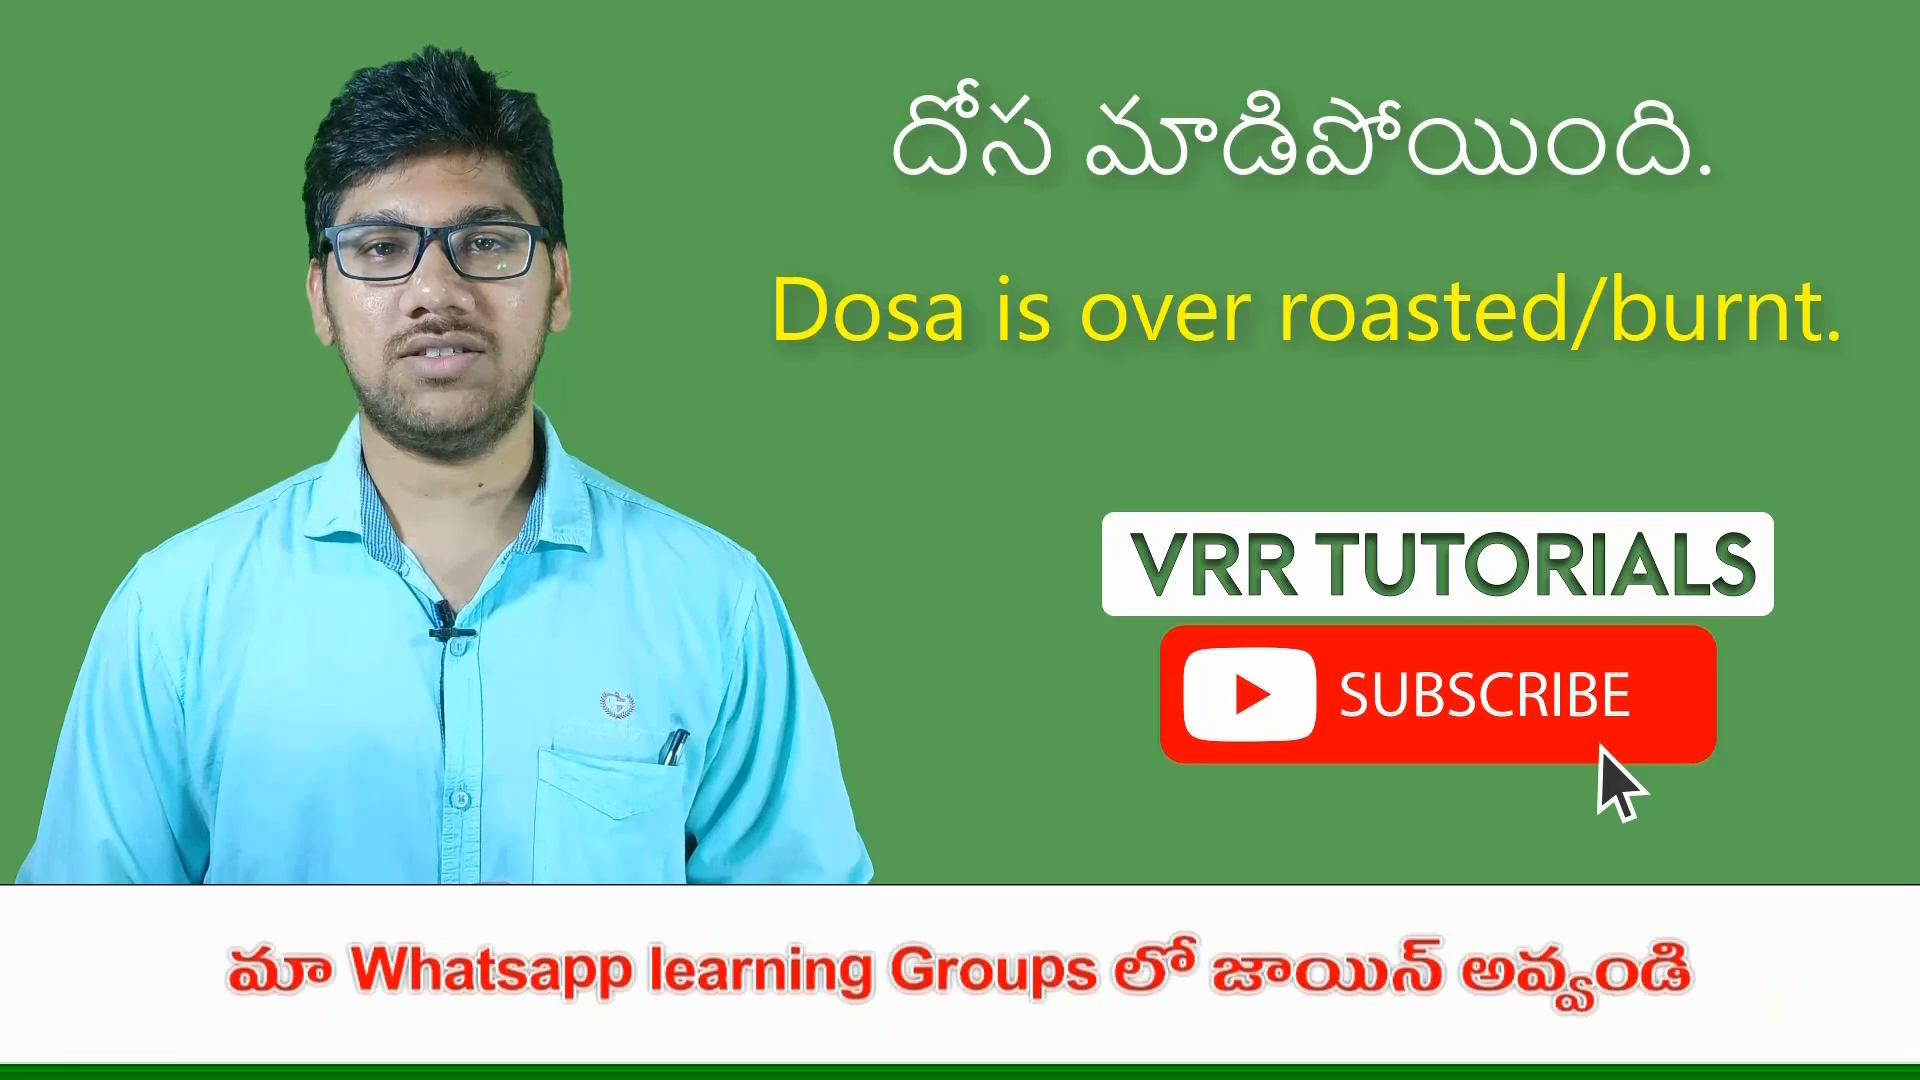 దోస మాడిపోయింది.
Dosa is over roasted/burnt.
VRR TUTORIALS
SUBSCRIBE
మా Whatsapp learning Groups లో జాయిన్ అవ్వండి